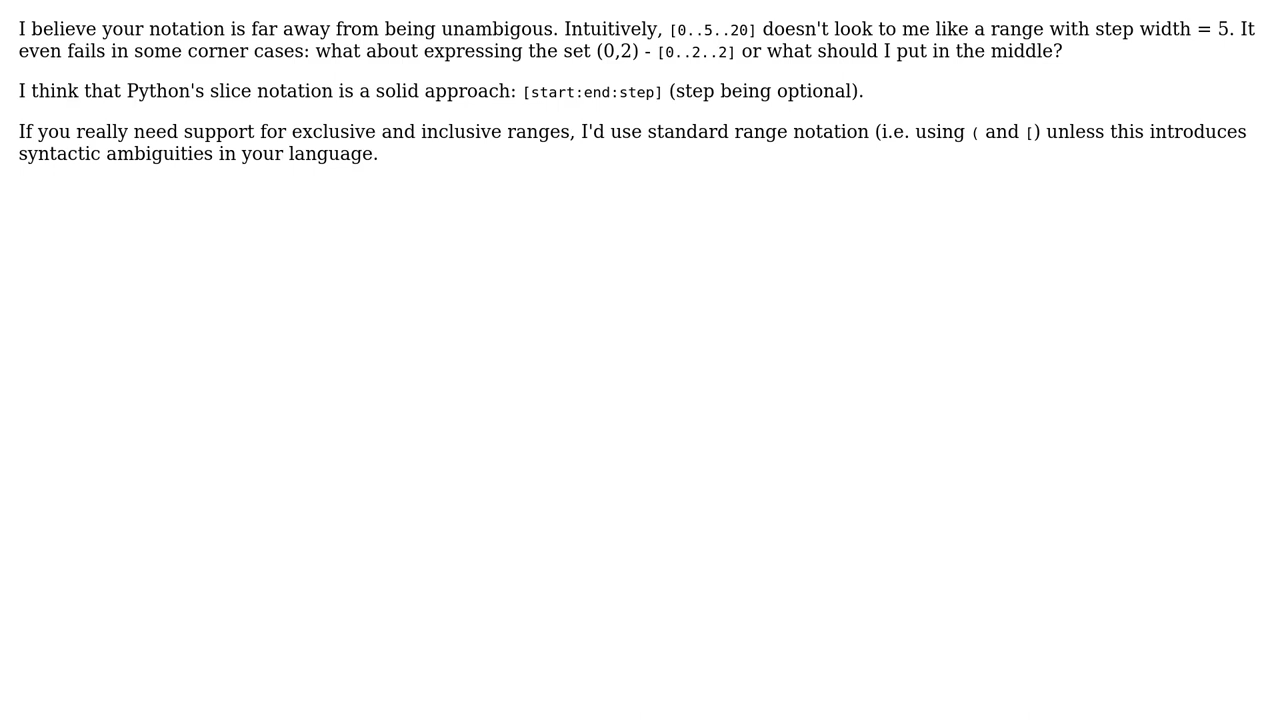 I believe your notation is far away from being unambigous. Intuitively, [0..5..20] doesn't look to me like a range with step width = 5. It
even fails in some corner cases: what about expressing the set (0,2) - [0..2..2] or what should I put in the middle?
I think that Python's slice notation is a solid approach: [start:end:step] (step being optional).
If you really need support for exclusive and inclusive ranges, I'd use standard range notation (i.e. using ( and [) unless this introduces
syntactic ambiguities in your language.